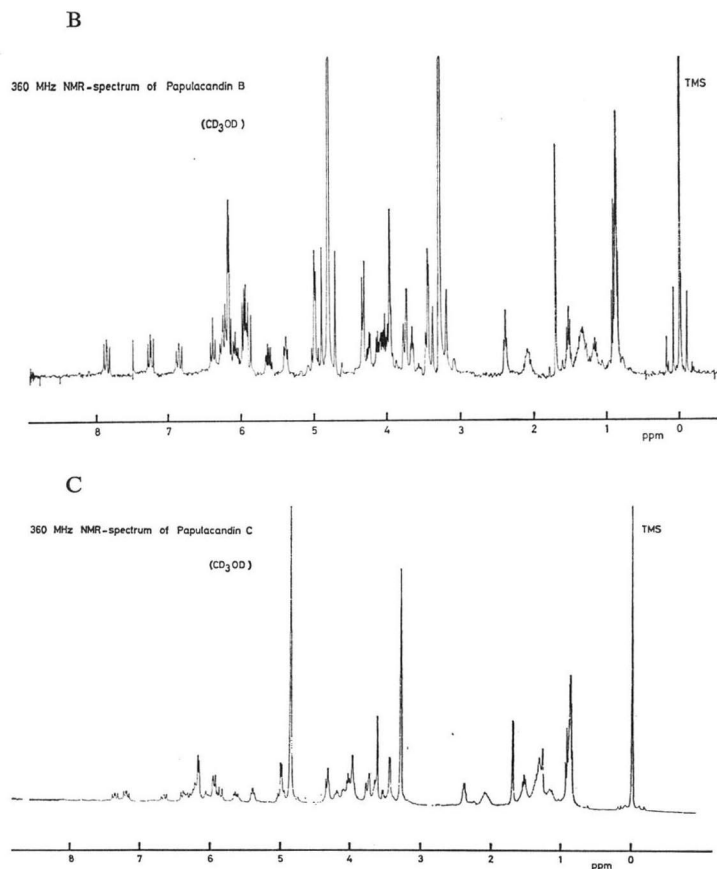 B
360 MHz NMR-spectrum of Papulacandin B
TMS
(CD3OD)
8 7 6 5 4 3 2 1 0
ppm
C
360 MHz NMR-spectrum of Papulacandin C
TMS
(CD3OD)
8 7 6 5 4 3 2 1 0
ppm